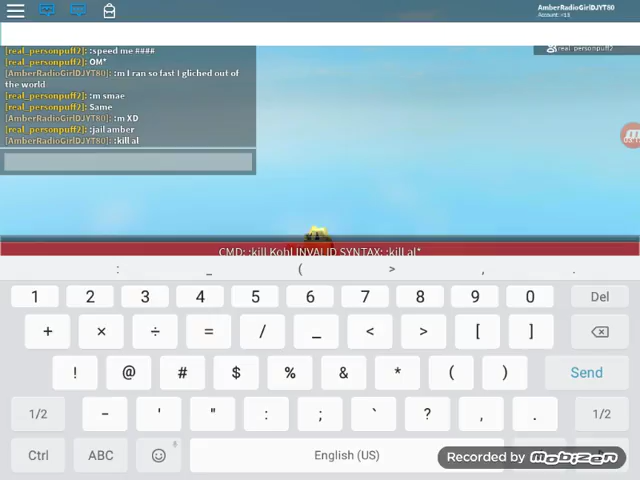 AmberRadioGirlDJYT80
Account: <13
real_personpuff2
[real_personpuff2]: :speed me ####
[real_personpuff2]: OM*
[AmberRadioGirlDJYT80]: :m I ran so fast I gliched out of
the world
[real_personpuff2]: :m smae
[real_personpuff2]: Same
[AmberRadioGirlDJYT80]: :m XD
[real_personpuff2]: :jail amber
[AmberRadioGirlDJYT80]: :kill al
CMD: :kill Kohl INVALID SYNTAX: :kill al*
: _ ( > , .
1 2 3 4 5 6 7 8 9 0 Del
+ × ÷ = / _ < > [ ]
! @ # $ % & * ( ) Send
1/2 - ' " : ; ` ? , . 1/2
Ctrl ABC English (US)
Recorded by Mobizen